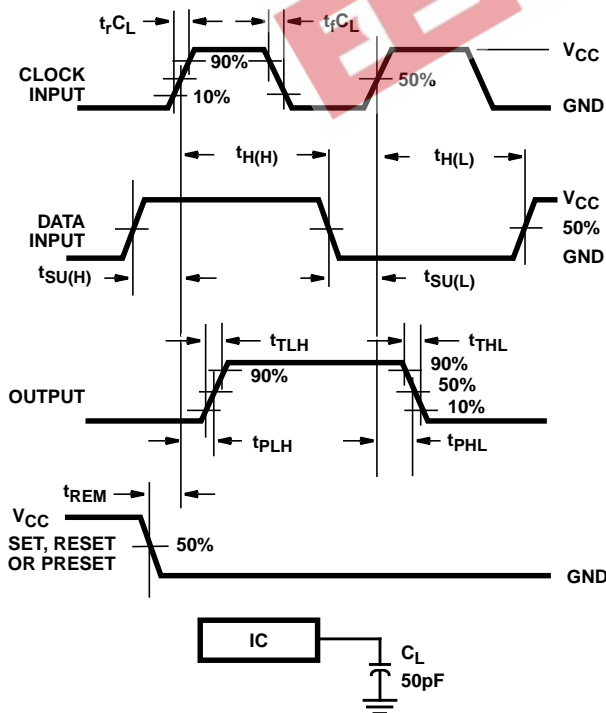 trCL
tfCL
CLOCK
INPUT
90%
10%
50%
VCC
GND
tH(H)
tH(L)
DATA
INPUT
VCC
50%
GND
tSU(H)
tSU(L)
tTLH
tTHL
OUTPUT
90%
90%
50%
10%
tPLH
tPHL
tREM
VCC
SET, RESET
OR PRESET
50%
GND
IC
CL
50pF
EE